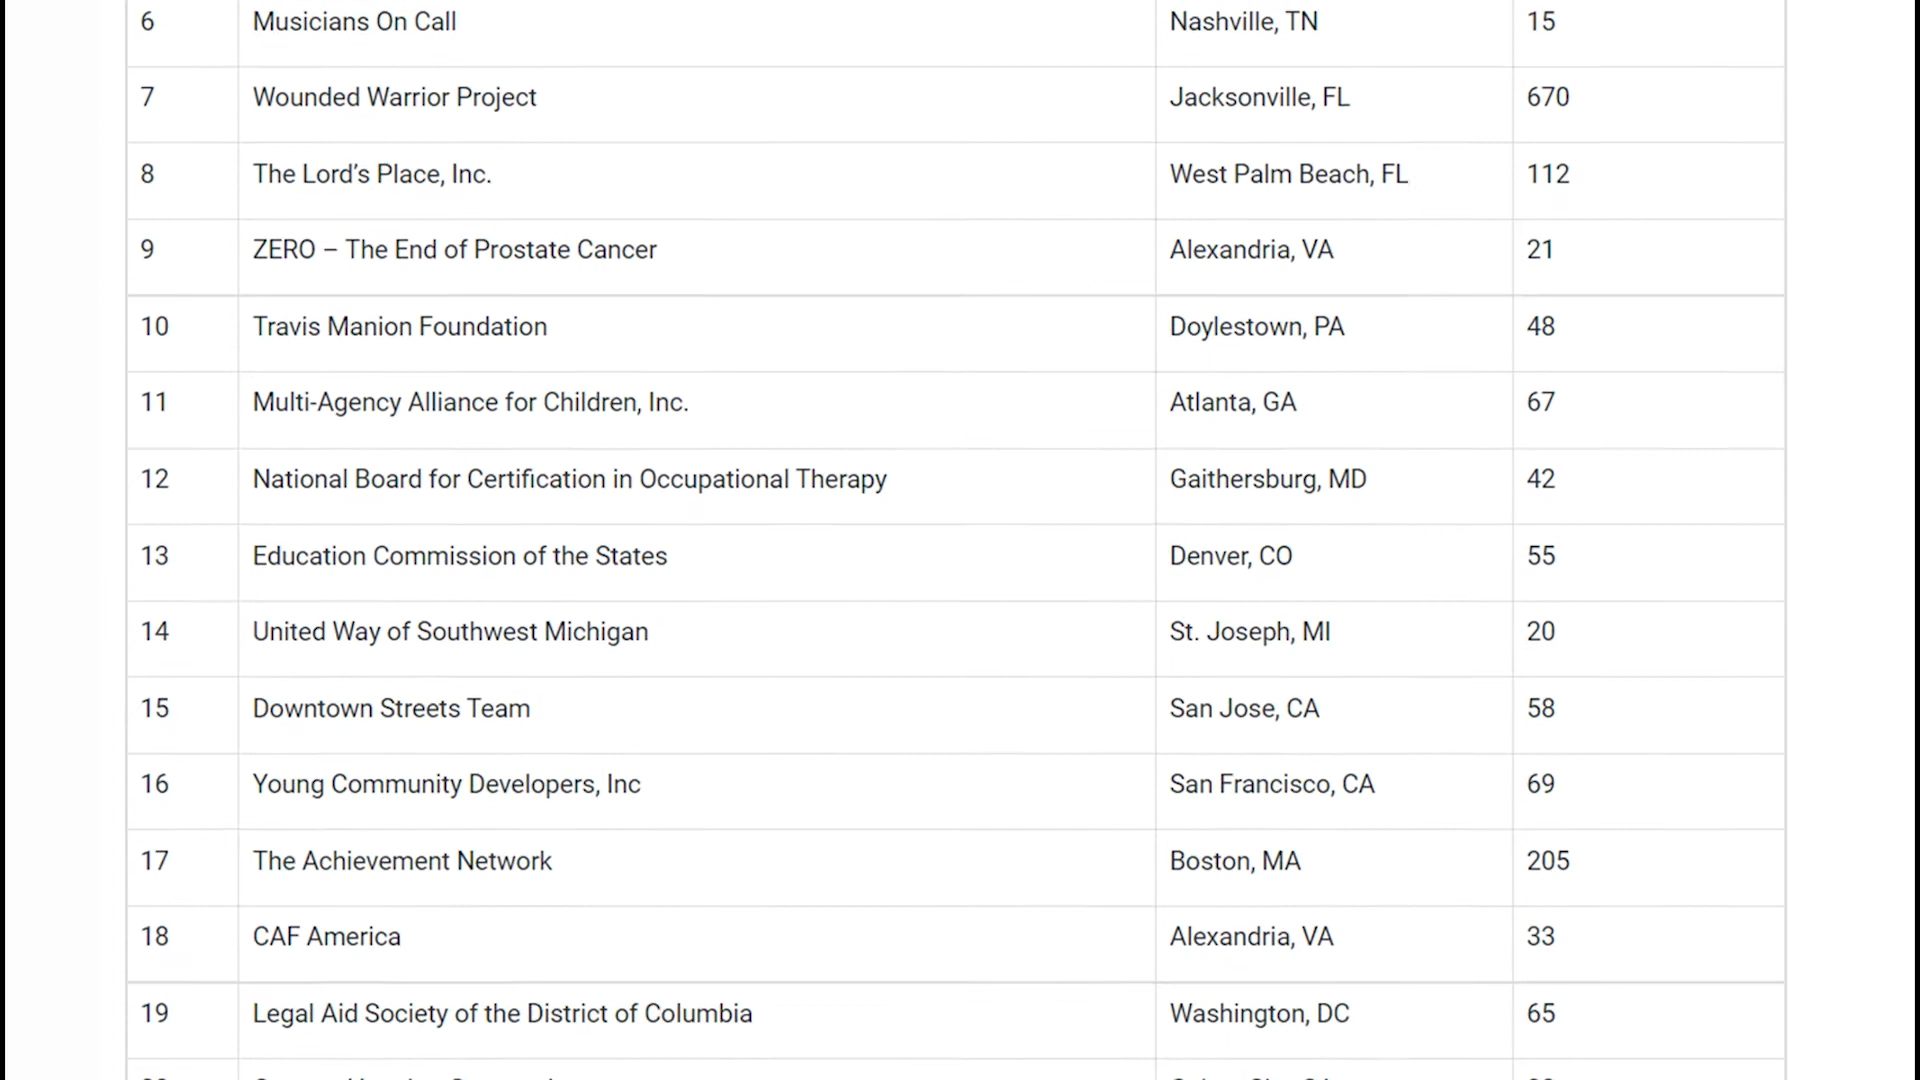 6 Musicians On Call Nashville, TN 15
7 Wounded Warrior Project Jacksonville, FL 670
8 The Lord’s Place, Inc. West Palm Beach, FL 112
9 ZERO – The End of Prostate Cancer Alexandria, VA 21
10 Travis Manion Foundation Doylestown, PA 48
11 Multi-Agency Alliance for Children, Inc. Atlanta, GA 67
12 National Board for Certification in Occupational Therapy Gaithersburg, MD 42
13 Education Commission of the States Denver, CO 55
14 United Way of Southwest Michigan St. Joseph, MI 20
15 Downtown Streets Team San Jose, CA 58
16 Young Community Developers, Inc San Francisco, CA 69
17 The Achievement Network Boston, MA 205
18 CAF America Alexandria, VA 33
19 Legal Aid Society of the District of Columbia Washington, DC 65